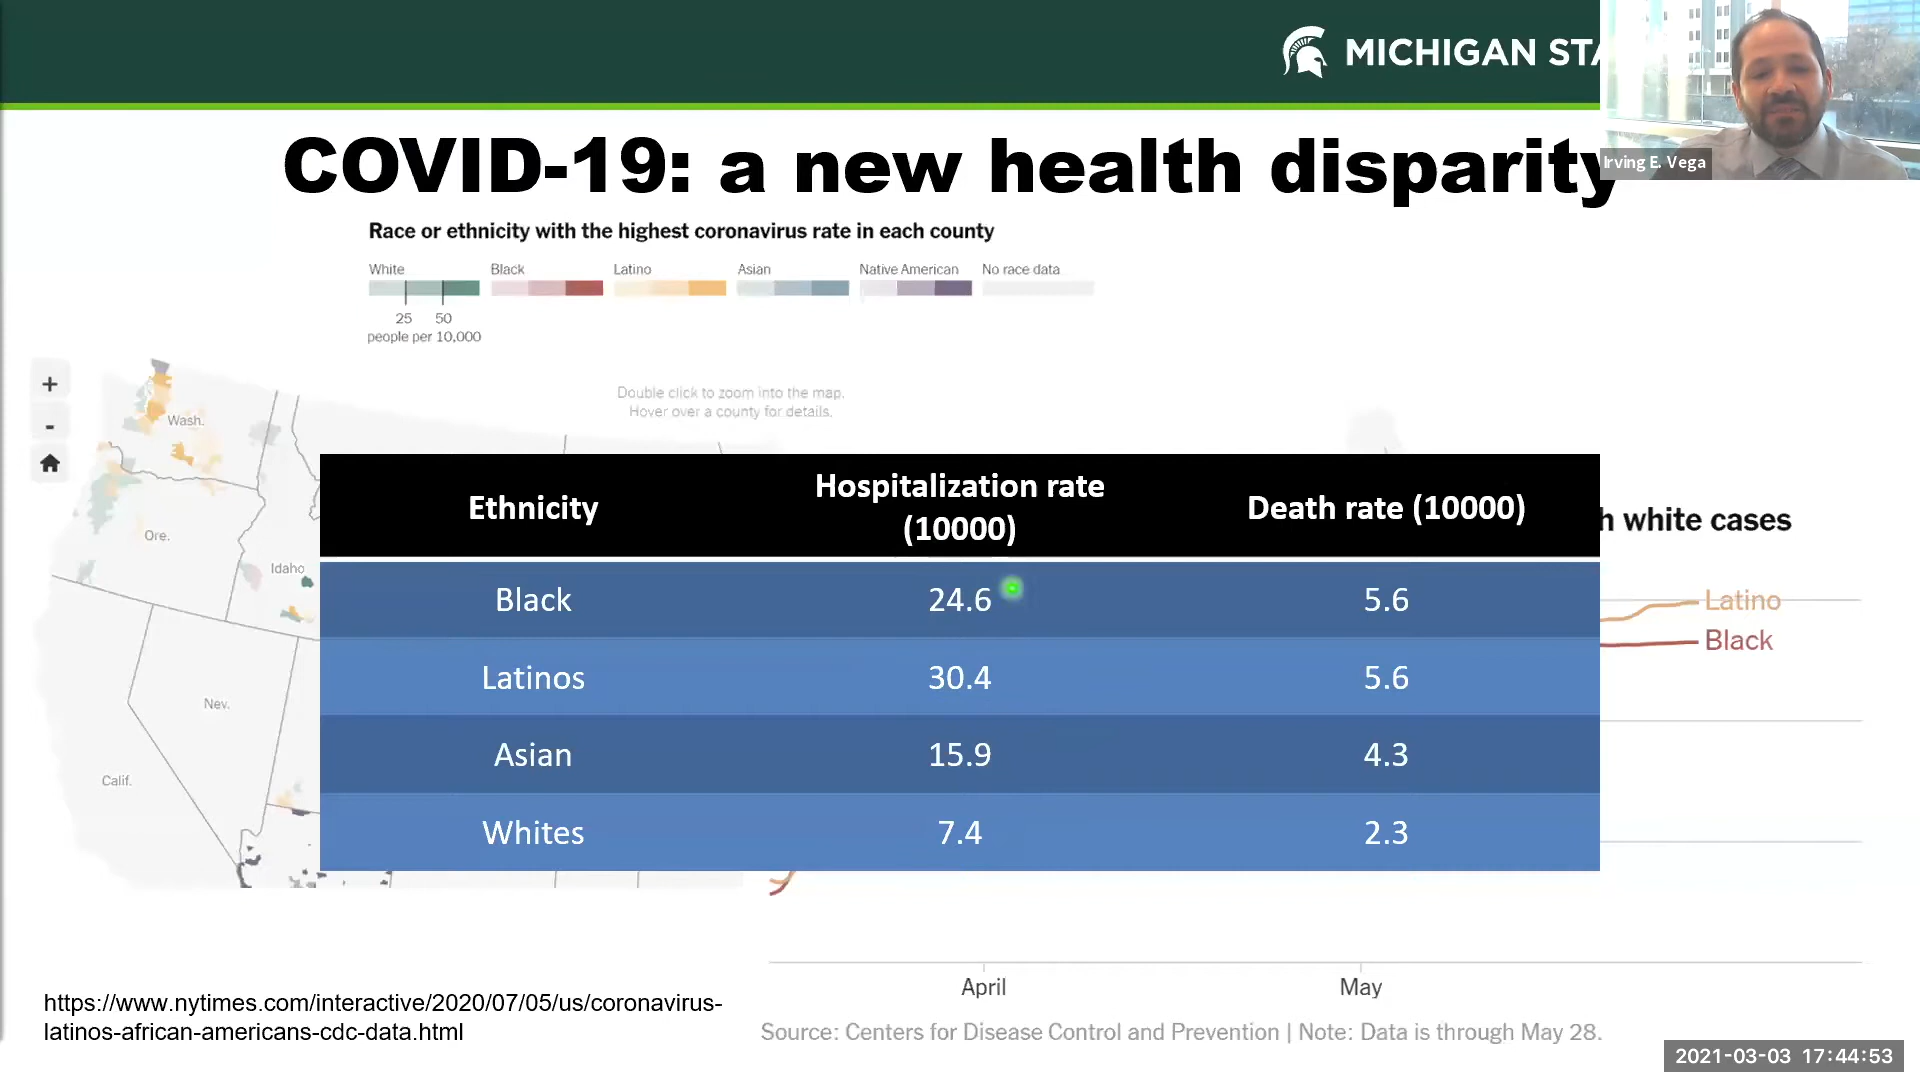 MICHIGAN STA
Irving E. Vega
COVID-19: a new health disparity
Race or ethnicity with the highest coronavirus rate in each county
White Black Latino Asian Native American No race data
25 50
people per 10,000
Double click to zoom into the map.
Hover over a county for details.
+
-
Wash.
Ore.
Idaho
Nev.
Calif.
Ethnicity Hospitalization rate (10000) Death rate (10000)
Black 24.6 5.6
Latinos 30.4 5.6
Asian 15.9 4.3
Whites 7.4 2.3
h white cases
Latino
Black
April May
https://www.nytimes.com/interactive/2020/07/05/us/coronavirus-
latinos-african-americans-cdc-data.html
Source: Centers for Disease Control and Prevention | Note: Data is through May 28.
2021-03-03 17:44:53